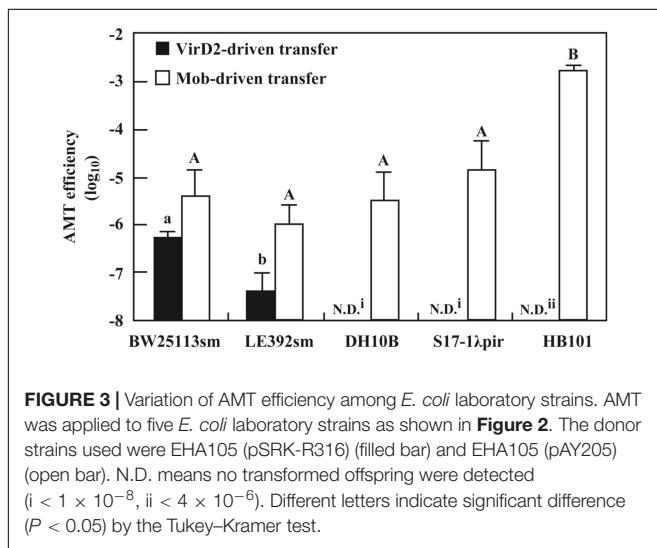 -2
-3
-4
-5
-6
-7
-8
AMT efficiency
(log10)
VirD2-driven transfer
Mob-driven transfer
a
A
b
A
N.D.i
A
N.D.i
A
N.D.ii
B
BW25113sm
LE392sm
DH10B
S17-1λpir
HB101
FIGURE 3 | Variation of AMT efficiency among E. coli laboratory strains. AMT
was applied to five E. coli laboratory strains as shown in Figure 2. The donor
strains used were EHA105 (pSRK-R316) (filled bar) and EHA105 (pAY205)
(open bar). N.D. means no transformed offspring were detected
(i < 1 × 10−8, ii < 4 × 10−6). Different letters indicate significant difference
(P < 0.05) by the Tukey–Kramer test.